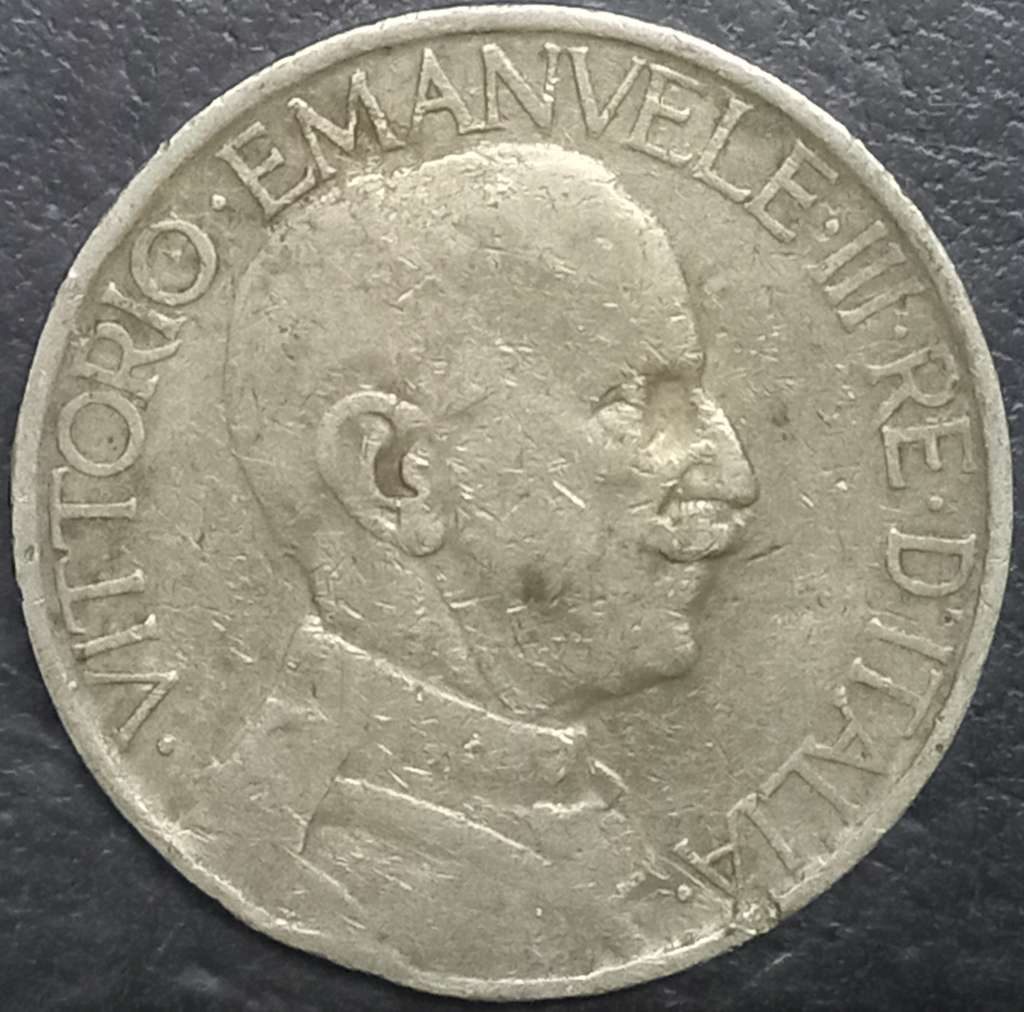 · VITTORIO · EMANVELE · III · RE · D'ITALIA ·